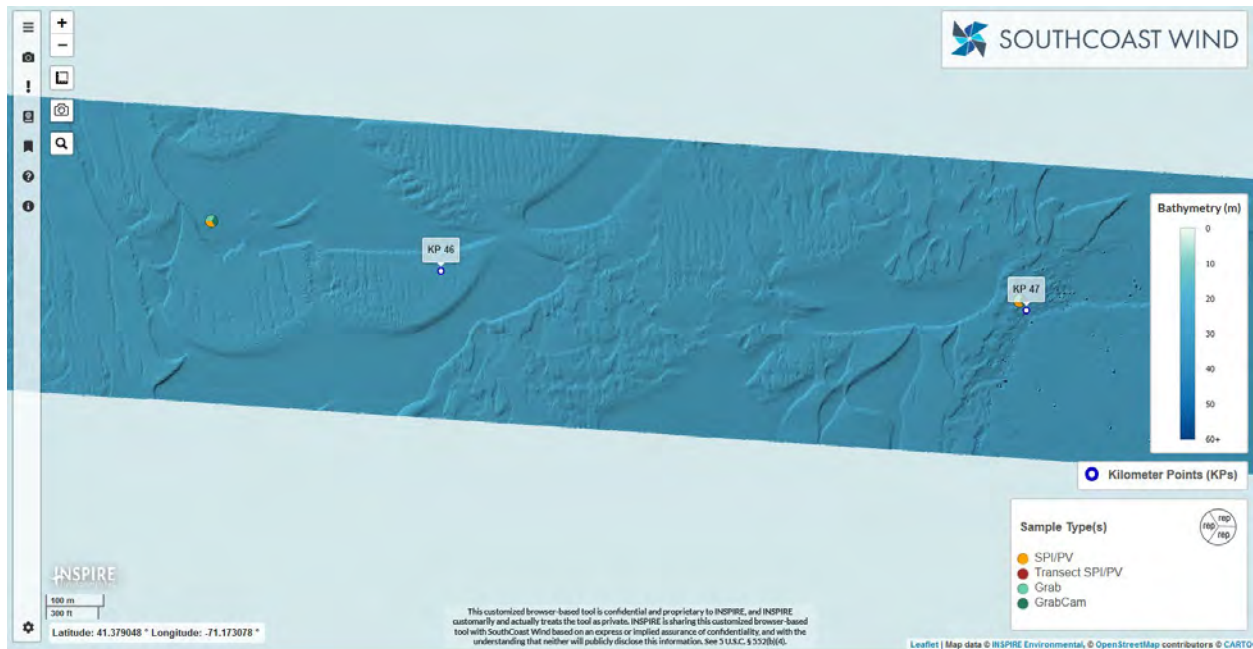 +
−
SOUTHCOAST WIND
KP 46
KP 47
Bathymetry (m)
0
10
20
30
40
50
60+
Kilometer Points (KPs)
Sample Type(s)
rep
rep
rep
SPI/PV
Transect SPI/PV
Grab
GrabCam
INSPIRE
100 m
300 ft
Latitude: 41.379048 ° Longitude: -71.173078 °
This customized browser-based tool is confidential and proprietary to INSPIRE, and INSPIRE
customarily and actually treats the tool as private. INSPIRE is sharing this customized browser-based
tool with SouthCoast Wind based on an express or implied assurance of confidentiality, and with the
understanding that neither will publicly disclose this information. See 5 U.S.C. § 552(b)(4).
Leaflet | Map data © INSPIRE Environmental, © OpenStreetMap contributors © CARTO